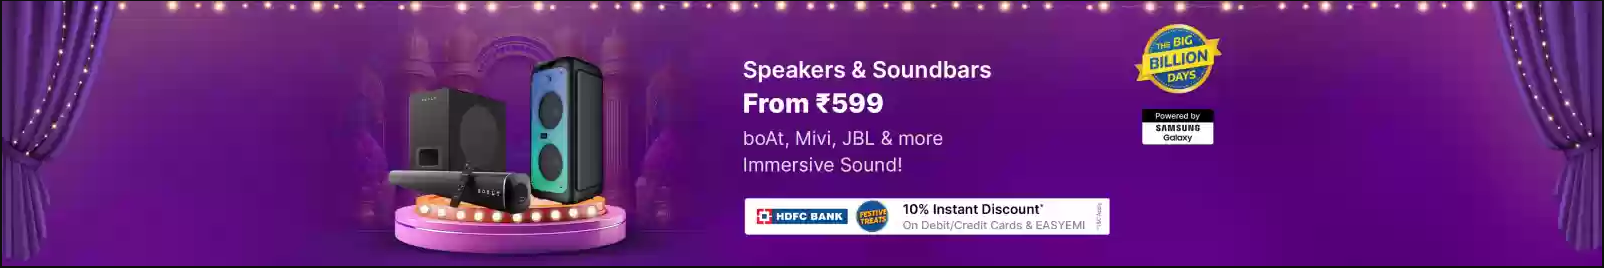 Speakers & Soundbars
From ₹599
boAt, Mivi, JBL & more
Immersive Sound!
HDFC BANK
FESTIVE
TREATS
10% Instant Discount*
On Debit/Credit Cards & EASYEMI
THE BIG
BILLION
DAYS
Powered by
SAMSUNG
Galaxy